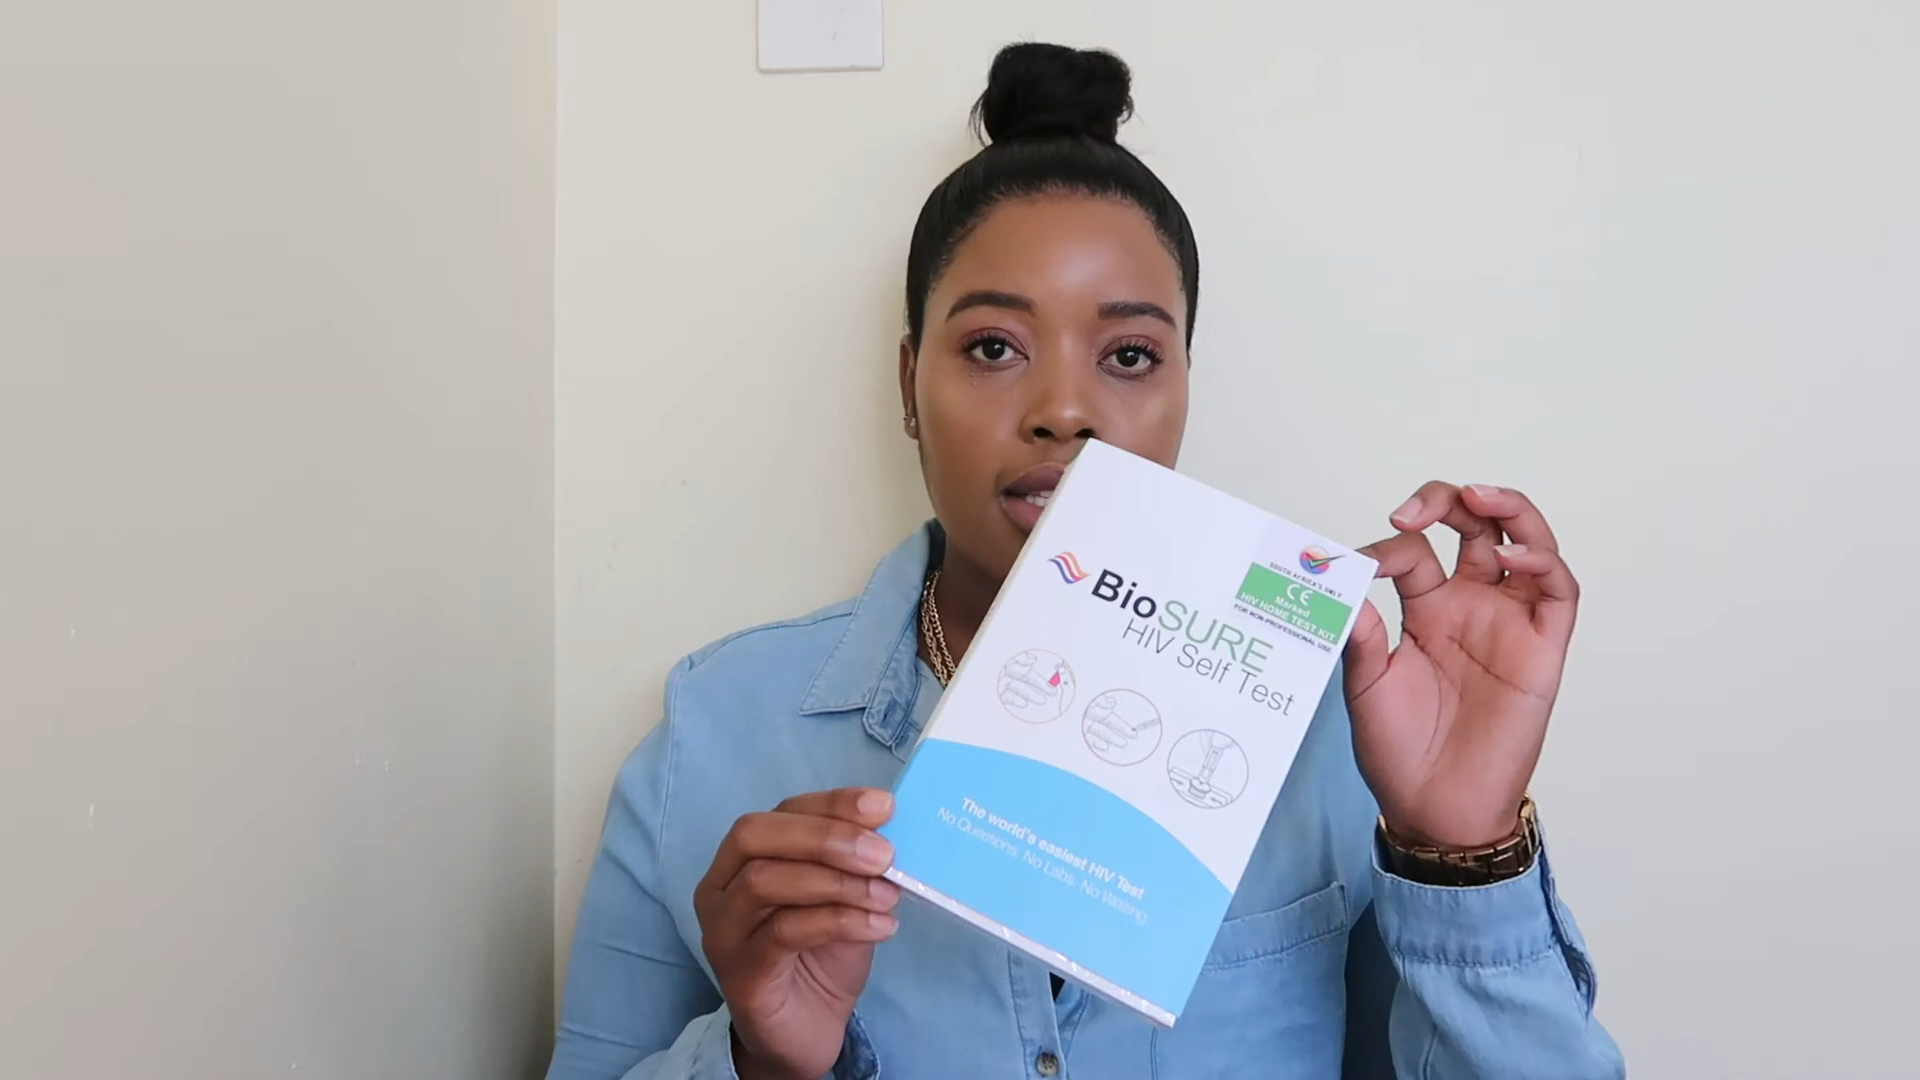 SOUTH AFRICA'S ONLY
CE
Marked
HIV HOME TEST KIT
FOR NON-PROFESSIONAL USE
BioSURE
HIV Self Test
The world's easiest HIV Test
No Questions. No Labs. No Waiting